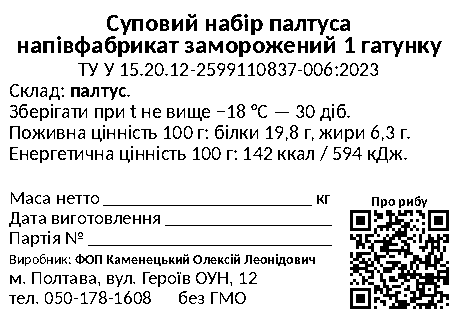 Суповий набір палтуса
напівфабрикат заморожений 1 гатунку
ТУ У 15.20.12-2599110837-006:2023
Склад: палтус.
Зберігати при t не вище −18 °C — 30 діб.
Поживна цінність 100 г: білки 19,8 г, жири 6,3 г.
Енергетична цінність 100 г: 142 ккал / 594 кДж.
Маса нетто ______________________ кг
Про рибу
Дата виготовлення __________________
Партія № ___________________________
Виробник: ФОП Каменецький Олексій Леонідович
м. Полтава, вул. Героїв ОУН, 12
тел. 050-178-1608 без ГМО